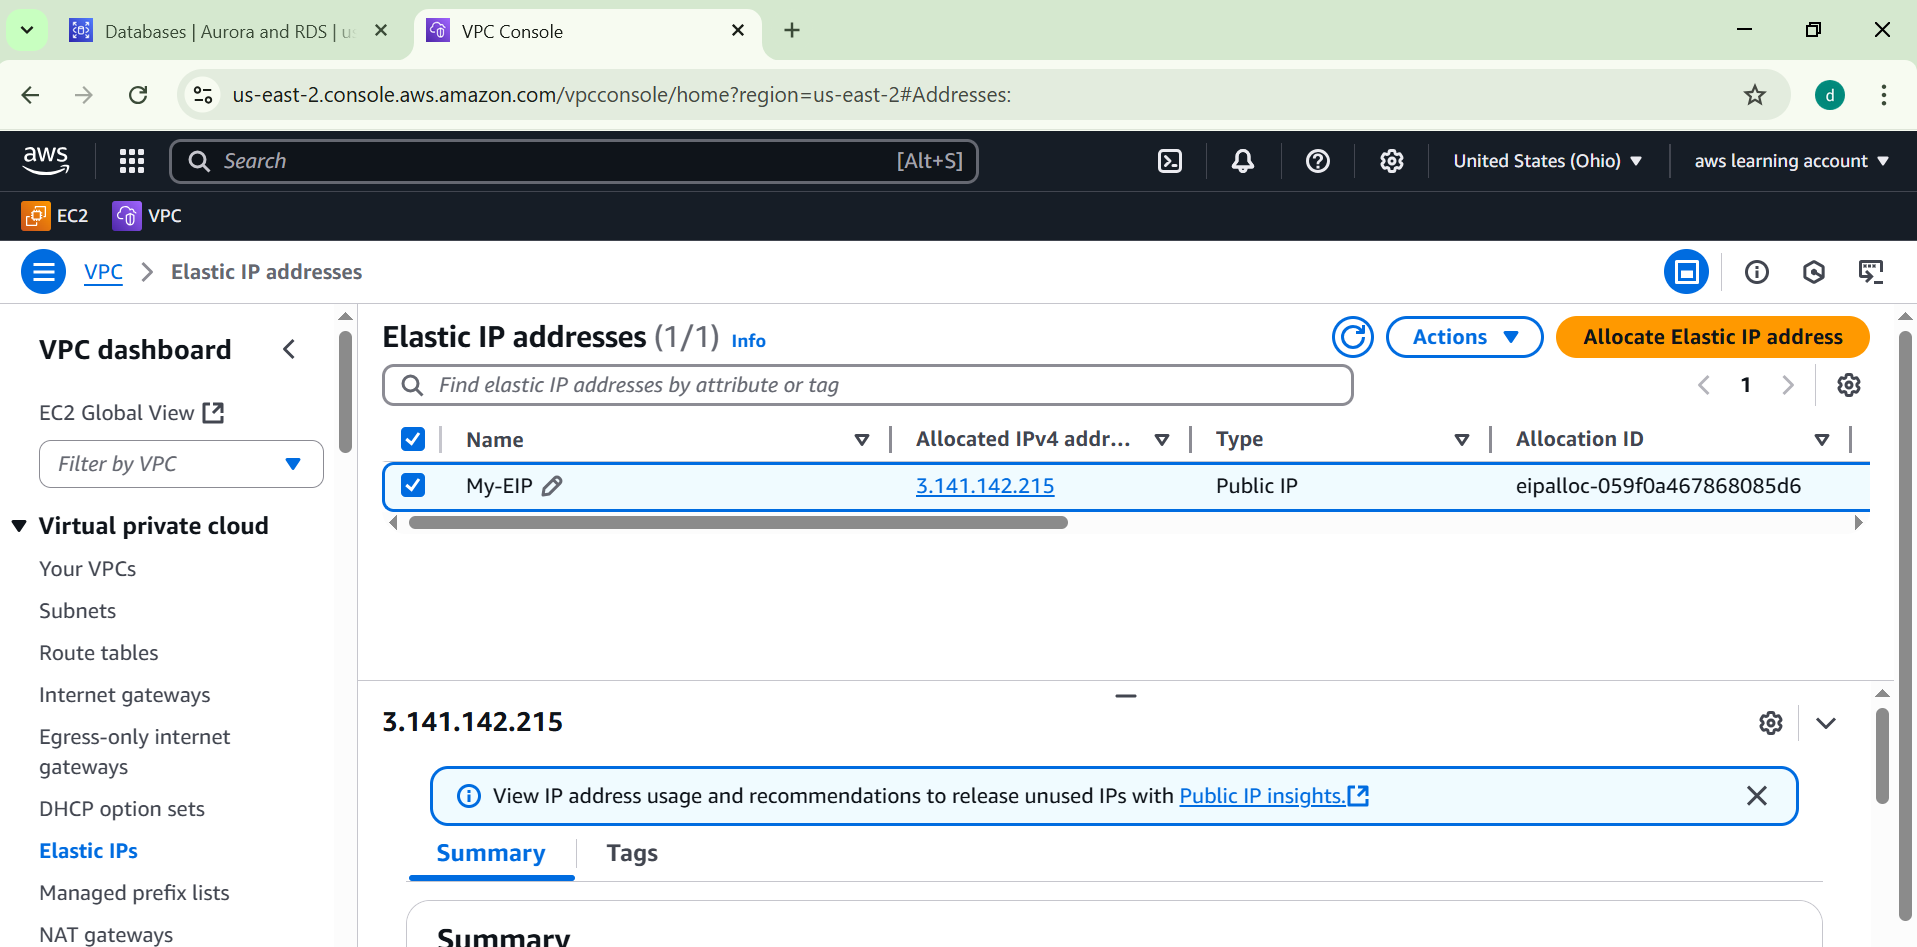 Databases | Aurora and RDS | us
VPC Console
us-east-2.console.aws.amazon.com/vpcconsole/home?region=us-east-2#Addresses:
d
aws
Search
[Alt+S]
United States (Ohio)
aws learning account
EC2
VPC
VPC
Elastic IP addresses
VPC dashboard
EC2 Global View
Filter by VPC
Virtual private cloud
Your VPCs
Subnets
Route tables
Internet gateways
Egress-only internet
gateways
DHCP option sets
Elastic IPs
Managed prefix lists
NAT gateways
Elastic IP addresses (1/1) Info
Actions
Allocate Elastic IP address
Find elastic IP addresses by attribute or tag
1
Name
Allocated IPv4 addr...
Type
Allocation ID
My-EIP
3.141.142.215
Public IP
eipalloc-059f0a467868085d6
3.141.142.215
View IP address usage and recommendations to release unused IPs with Public IP insights.
Summary
Tags
Summary